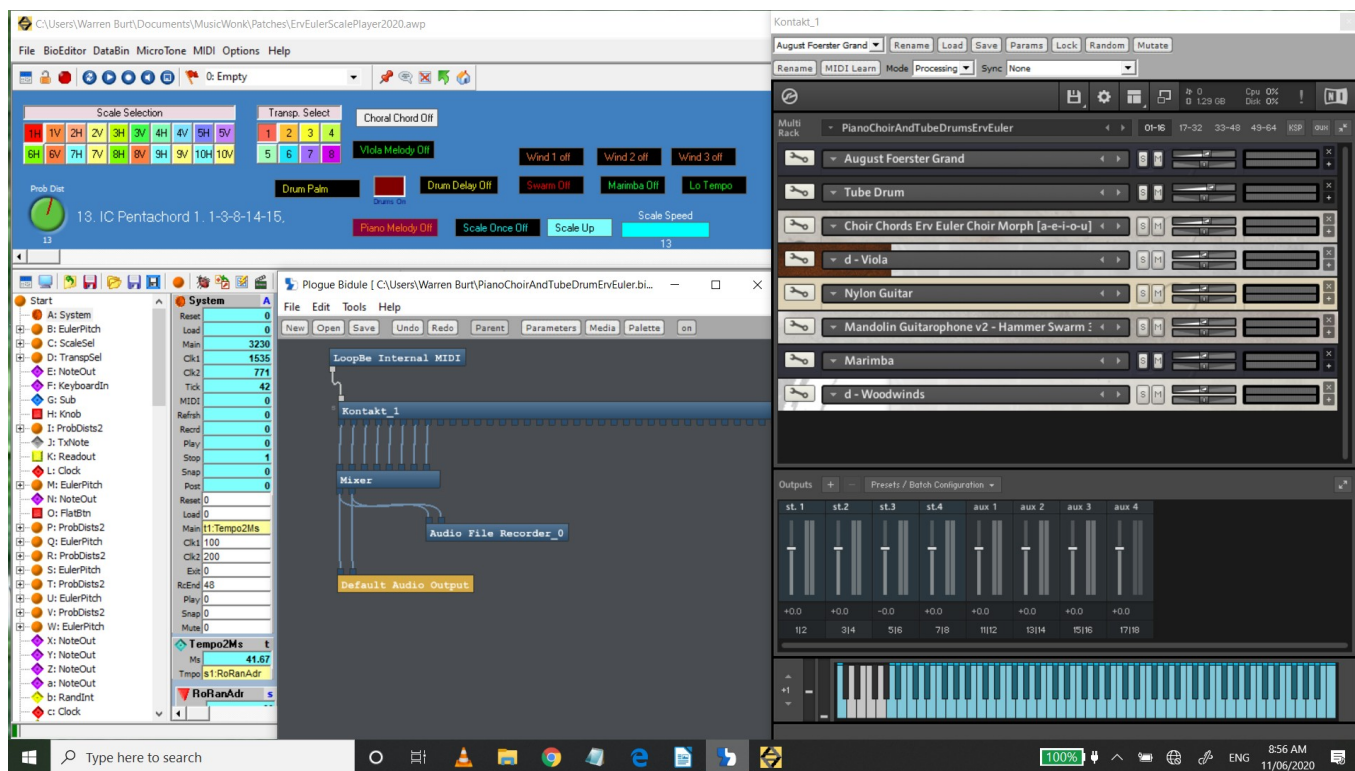 C:\Users\Warren Burt\Documents\MusicWonk\Patches\ErvEulerScalePlayer2020.awp
File BioEditor DataBin MicroTone MIDI Options Help
0: Empty
Scale Selection
1H 1V 2H 2V 3H 3V 4H 4V 5H 5V
6H 6V 7H 7V 8H 8V 9H 9V 10H 10V
Transp. Select
1 2 3 4
5 6 7 8
Choral Chord Off
Viola Melody Off
Wind 1 off Wind 2 off Wind 3 off
Drum Palm
Drums On
Drum Delay Off
Swarm Off
Marimba Off
Lo Tempo
Prob Dist
13
13. IC Pentachord 1. 1-3-8-14-15,
Piano Melody Off
Scale Once Off
Scale Up
Scale Speed
13
Start
A: System
B: EulerPitch
C: ScaleSel
D: TranspSel
E: NoteOut
F: KeyboardIn
G: Sub
H: Knob
I: ProbDists2
J: TxNote
K: Readout
L: Clock
M: EulerPitch
N: NoteOut
O: FlatBtn
P: ProbDists2
Q: EulerPitch
R: ProbDists2
S: EulerPitch
T: ProbDists2
U: EulerPitch
V: ProbDists2
W: EulerPitch
X: NoteOut
Y: NoteOut
Z: NoteOut
a: NoteOut
b: RandInt
c: Clock
System A
Reset 0
Load 0
Main 3230
Clk1 1535
Clk2 771
Tick 42
MIDI 0
Refrsh 0
Recrd 0
Play 0
Stop 1
Snap 0
Post 0
Reset 0
Load 0
Main t1:Tempo2Ms
Clk1 100
Clk2 200
Exit 0
RcEnd 48
Play 0
Snap 0
Mute 0
Tempo2Ms t
Ms 41.67
Tmpo s1:RoRanAdr
RoRanAdr s
Plogue Bidule [ C:\Users\Warren Burt\PianoChoirAndTubeDrumErvEuler.bi...
File Edit Tools Help
New Open Save Undo Redo Parent Parameters Media Palette on
LoopBe Internal MIDI
Kontakt_1
Mixer
Audio File Recorder_0
Default Audio Output
Kontakt_1
August Foerster Grand Rename Load Save Params Lock Random Mutate
Rename MIDI Learn Mode Processing Sync None
0
1.29 GB
Cpu 0%
Disk 0%
!
Multi
Rack
PianoChoirAndTubeDrumsErvEuler
01-16 17-32 33-48 49-64 KSP aux
August Foerster Grand S M
Tube Drum S M
Choir Chords Erv Euler Choir Morph [a-e-i-o-u] S M
d - Viola S M
Nylon Guitar S M
Mandolin Guitarophone v2 - Hammer Swarm S M
Marimba S M
d - Woodwinds S M
Outputs + - Presets / Batch Configuration
st. 1 st.2 st.3 st.4 aux 1 aux 2 aux 3 aux 4
+0.0 +0.0 -0.0 +0.0 +0.0 +0.0 +0.0 +0.0
1|2 3|4 5|6 7|8 11|12 13|14 15|16 17|18
+1
Type here to search
100%
ENG
8:56 AM
11/06/2020